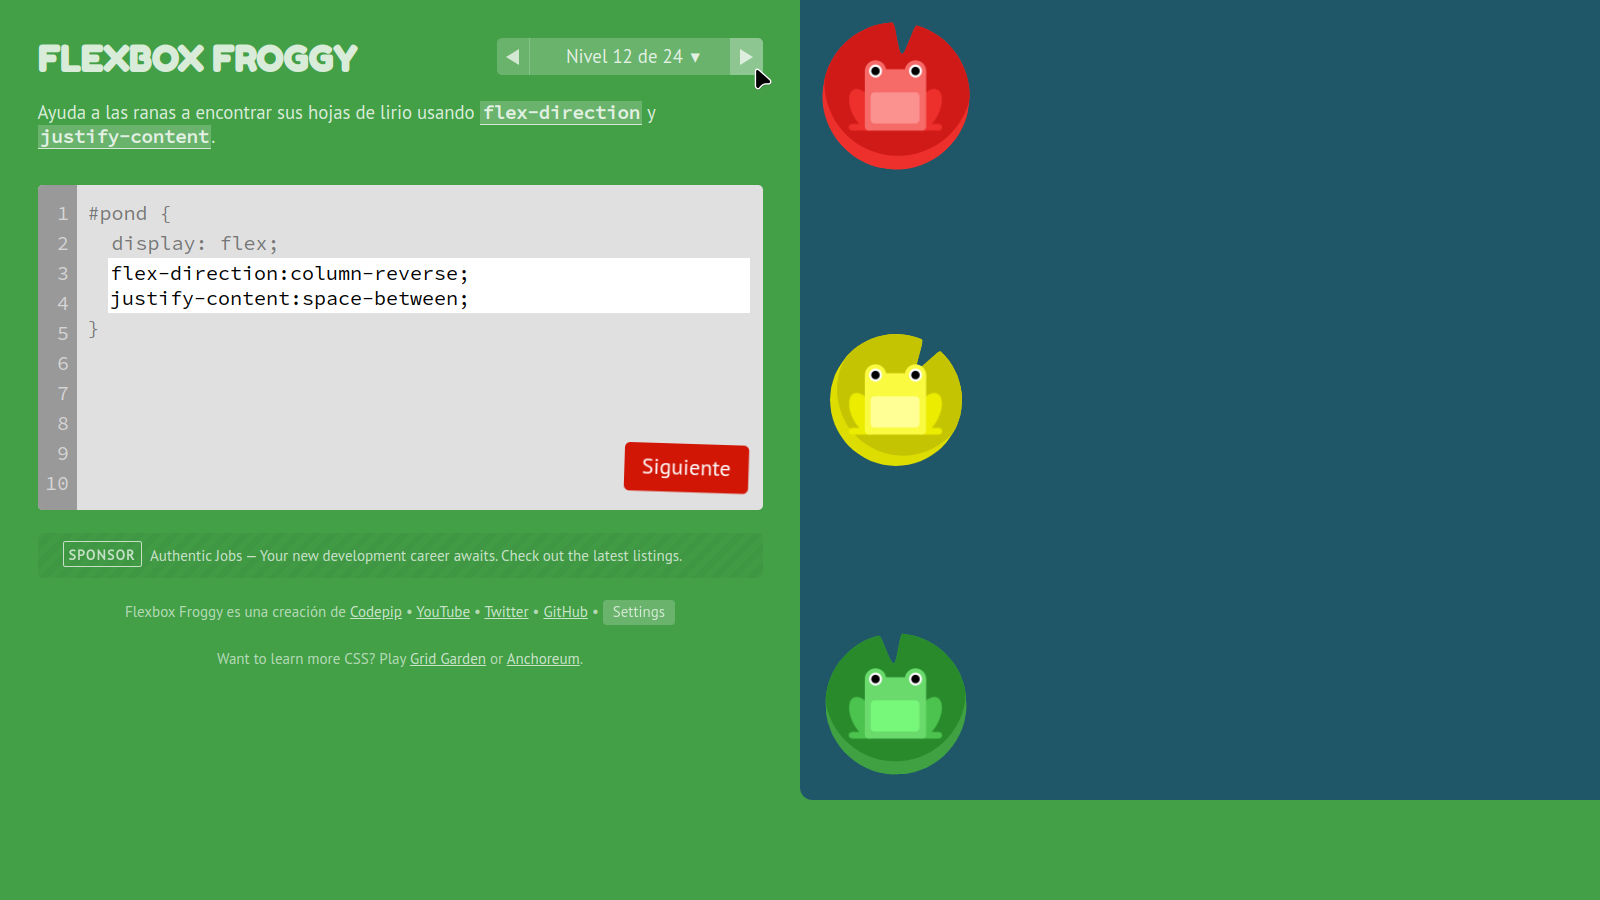 FLEXBOX FROGGY
Nivel 12 de 24 ▾
Ayuda a las ranas a encontrar sus hojas de lirio usando flex-direction y
justify-content.
1 #pond {
2 display: flex;
3 flex-direction:column-reverse;
4 justify-content:space-between;
5 }
6
7
8
9
10
Siguiente
SPONSOR Authentic Jobs — Your new development career awaits. Check out the latest listings.
Flexbox Froggy es una creación de Codepip • YouTube • Twitter • GitHub • Settings
Want to learn more CSS? Play Grid Garden or Anchoreum.